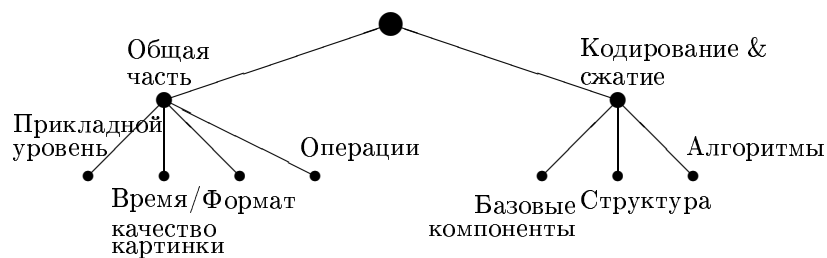 Общая
часть
Кодирование &
сжатие
Прикладной
уровень
Операции
Алгоритмы
Время/
качество
картинки
Формат
Базовые
компоненты
Структура